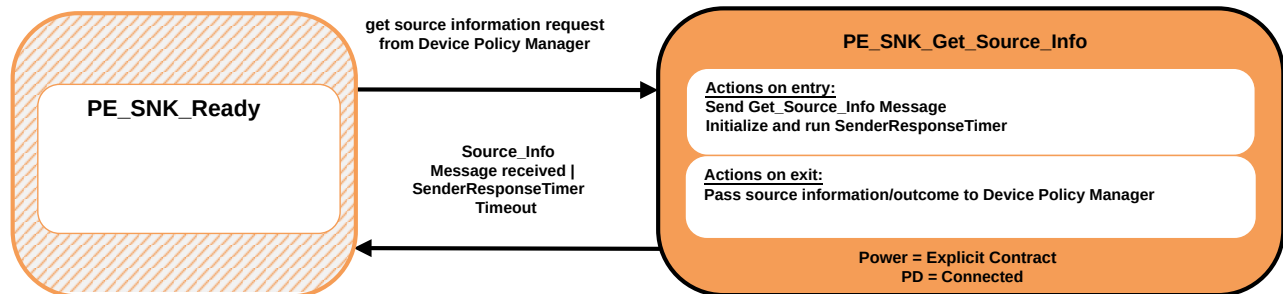 get source information request
from Device Policy Manager
PE_SNK_Ready
Source_Info
Message received |
SenderResponseTimer
Timeout
PE_SNK_Get_Source_Info
Actions on entry:
Send Get_Source_Info Message
Initialize and run SenderResponseTimer
Actions on exit:
Pass source information/outcome to Device Policy Manager
Power = Explicit Contract
PD = Connected